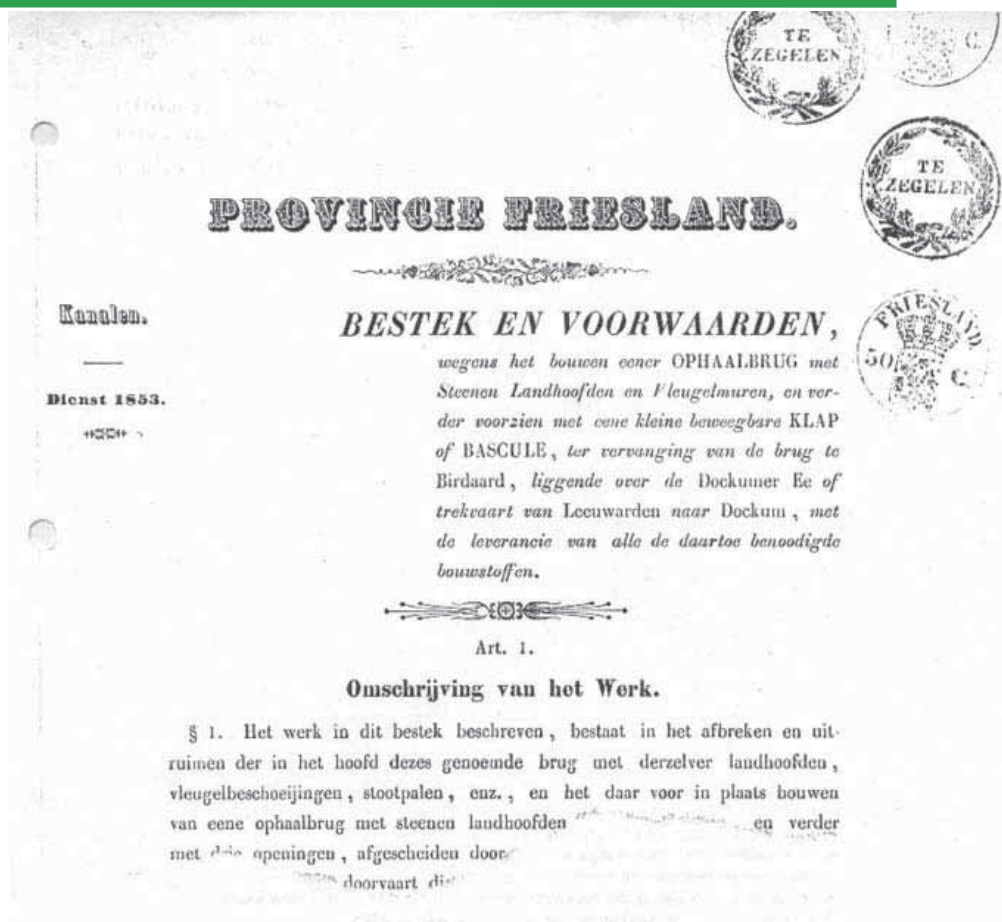 TE
ZEGELEN
C.
TE
ZEGELEN
PROVINCIE FRIESLAND.
Kanalen.
Dienst 1853.
FRIESLAND.
50 C.
BESTEK EN VOORWAARDEN,
wegens het bouwen eener OPHAALBRUG met
Steenen Landhoofden en Vleugelmuren, en ver-
der voorzien met eene kleine beweegbare KLAP
of BASCULE, ter vervanging van de brug te
Birdaard, liggende over de Dockumer Ee of
trekvaart van Leeuwarden naar Dockum, met
de leverancie van alle de daartoe benoodigde
bouwstoffen.
Art. 1.
Omschrijving van het Werk.
§ 1. Het werk in dit bestek beschreven, bestaat in het afbreken en uit-
ruimen der in het hoofd dezes genoemde brug met derzelver landhoofden,
vleugelbeschoeijingen, stootpalen, enz., en het daar voor in plaats bouwen
van eene ophaalbrug met steenen landhoofden en verder
met drie openingen, afgescheiden door
doorvaart